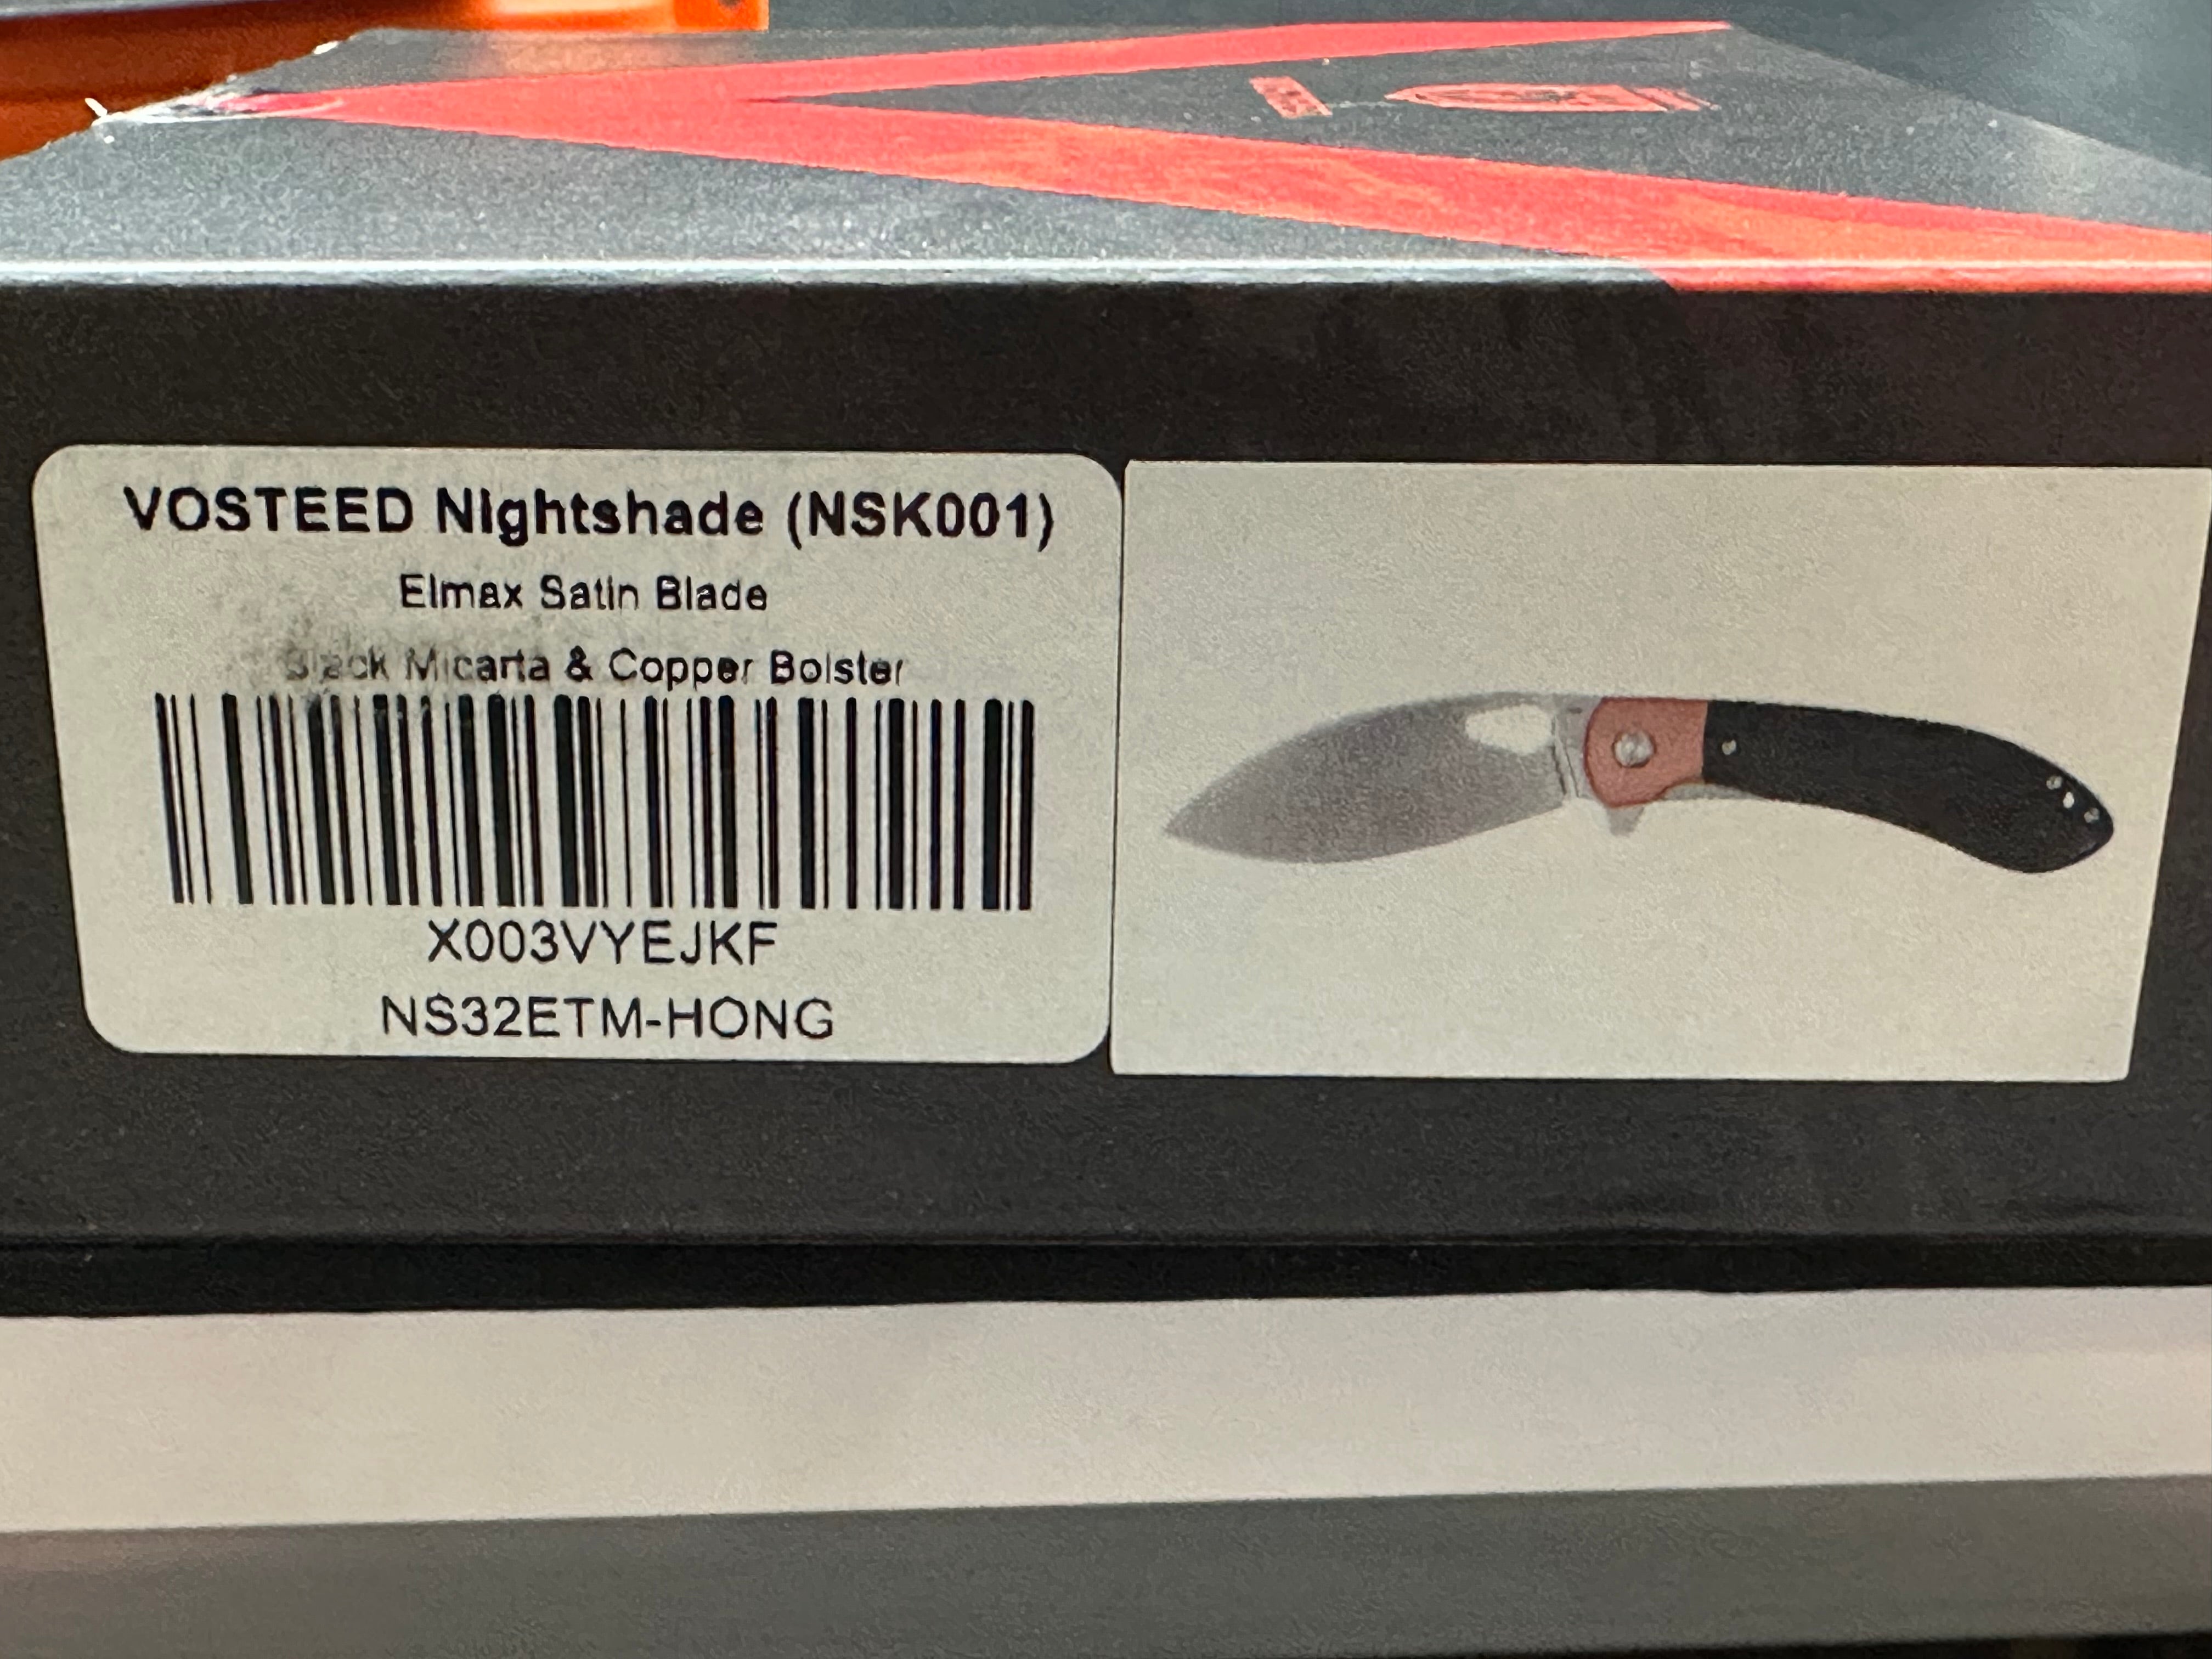 VOSTEED Nightshade (NSK001)
Elmax Satin Blade
Black Micarta & Copper Bolster
X003VYEJKF
NS32ETM-HONG